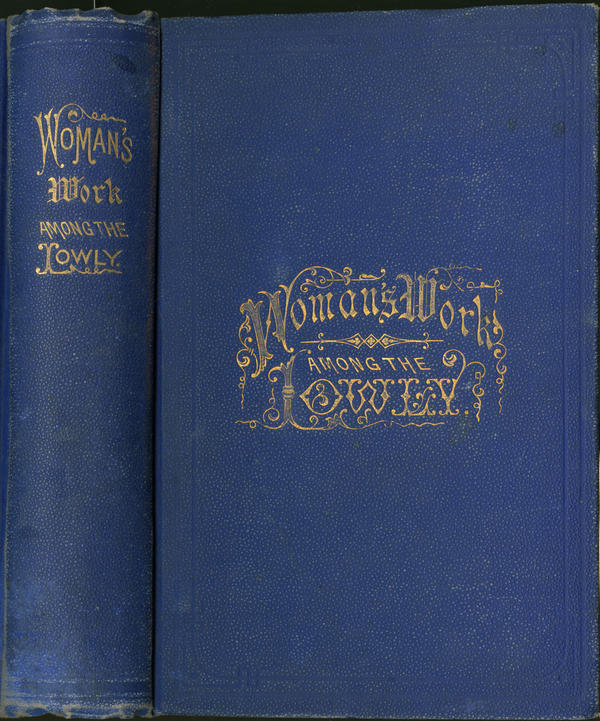 WOMAN'S
Work
AMONG THE
LOWLY.
Woman's Work
AMONG THE
LOWLY.